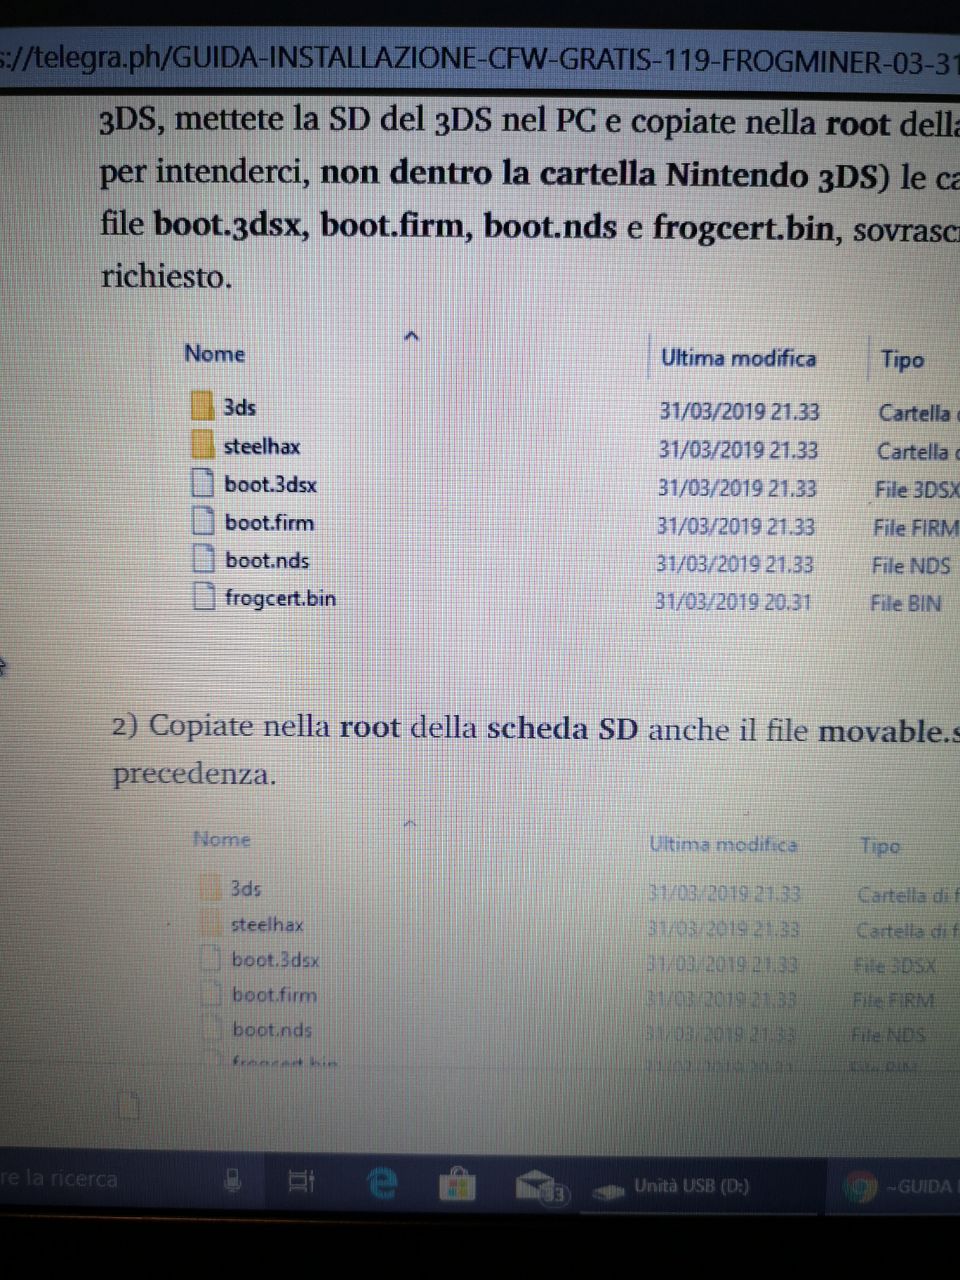 s://telegra.ph/GUIDA-INSTALLAZIONE-CFW-GRATIS-119-FROGMINER-03-31
3DS, mettete la SD del 3DS nel PC e copiate nella root della
per intenderci, non dentro la cartella Nintendo 3DS) le ca
file boot.3dsx, boot.firm, boot.nds e frogcert.bin, sovrasc
richiesto.
Nome Ultima modifica Tipo
3ds 31/03/2019 21.33 Cartella d
steelhax 31/03/2019 21.33 Cartella d
boot.3dsx 31/03/2019 21.33 File 3DSX
boot.firm 31/03/2019 21.33 File FIRM
boot.nds 31/03/2019 21.33 File NDS
frogcert.bin 31/03/2019 20.31 File BIN
2) Copiate nella root della scheda SD anche il file movable.s
precedenza.
Nome Ultima modifica Tipo
3ds 31/03/2019 21.33 Cartella di f
steelhax 31/03/2019 21.33 Cartella di f
boot.3dsx 31/03/2019 21.33 File 3DSX
boot.firm 31/03/2019 21.33 File FIRM
boot.nds 31/03/2019 21.33 File NDS
frogcert.bin
re la ricerca 33 Unità USB (D:) ~GUIDA